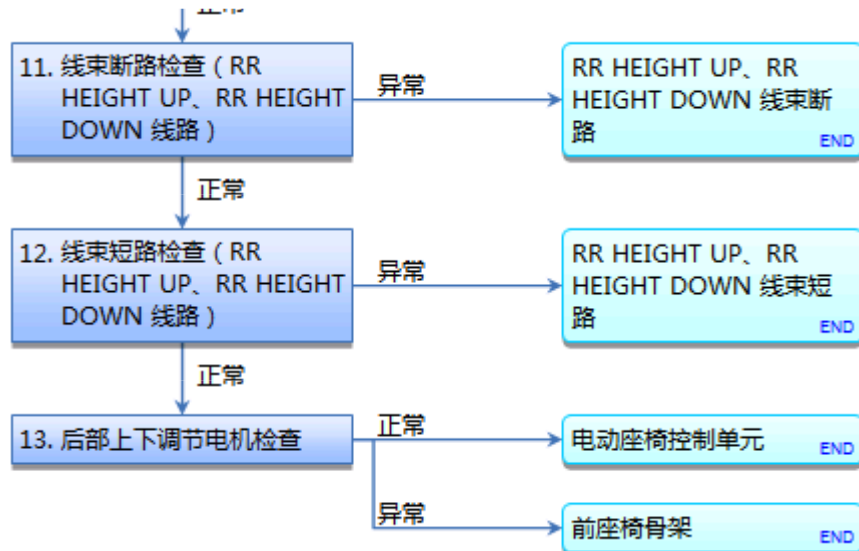 正常
11. 线束断路检查 ( RR
HEIGHT UP、RR HEIGHT
DOWN 线路 )
异常
RR HEIGHT UP、RR
HEIGHT DOWN 线束断
路
END
正常
12. 线束短路检查 ( RR
HEIGHT UP、RR HEIGHT
DOWN 线路 )
异常
RR HEIGHT UP、RR
HEIGHT DOWN 线束短
路
END
正常
13. 后部上下调节电机检查
正常
电动座椅控制单元
END
异常
前座椅骨架
END